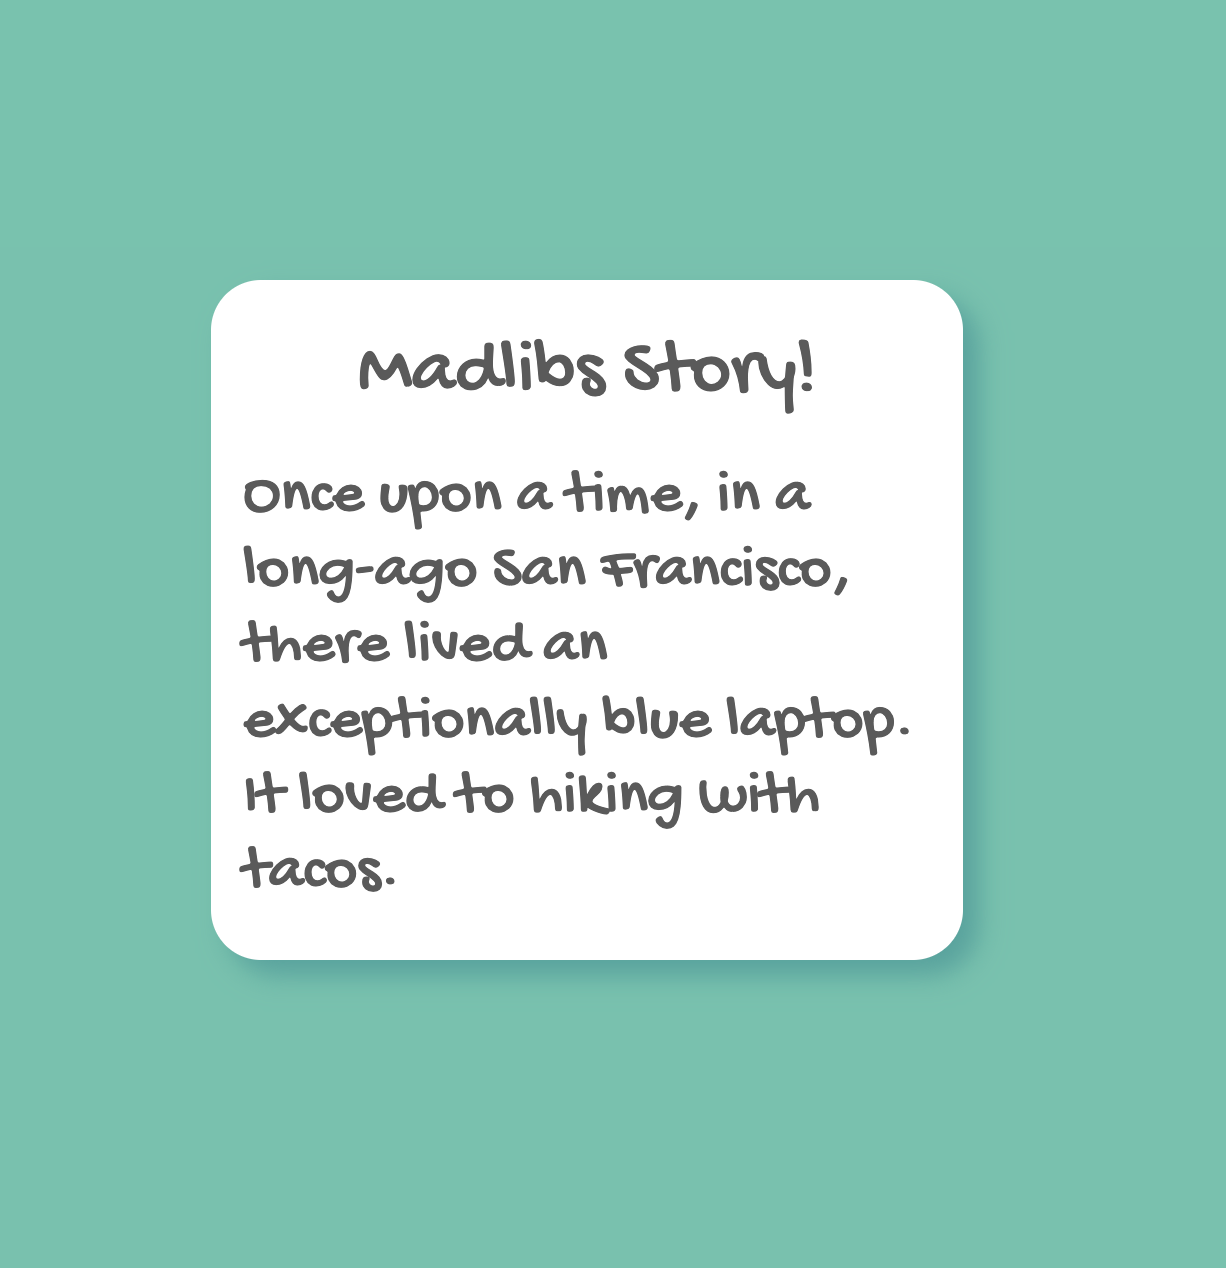 Madlibs Story!
Once upon a time, in a
long-ago San Francisco,
there lived an
exceptionally blue laptop.
It loved to hiking with
tacos.